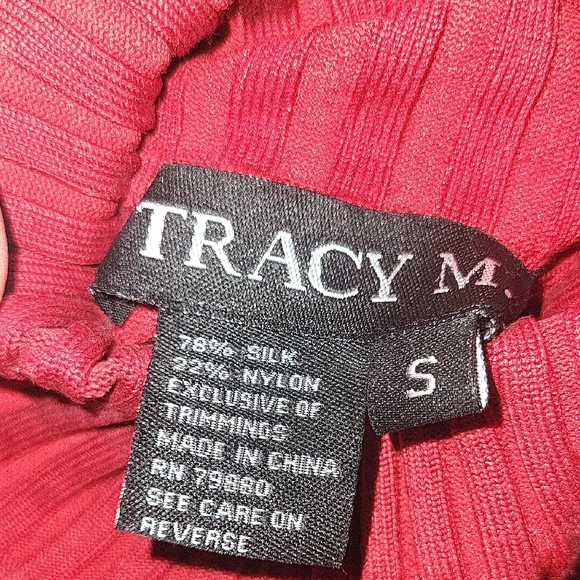 TRACY M.
S
78% SILK
22% NYLON
EXCLUSIVE OF
TRIMMINGS
MADE IN CHINA
RN 79880
SEE CARE ON
REVERSE